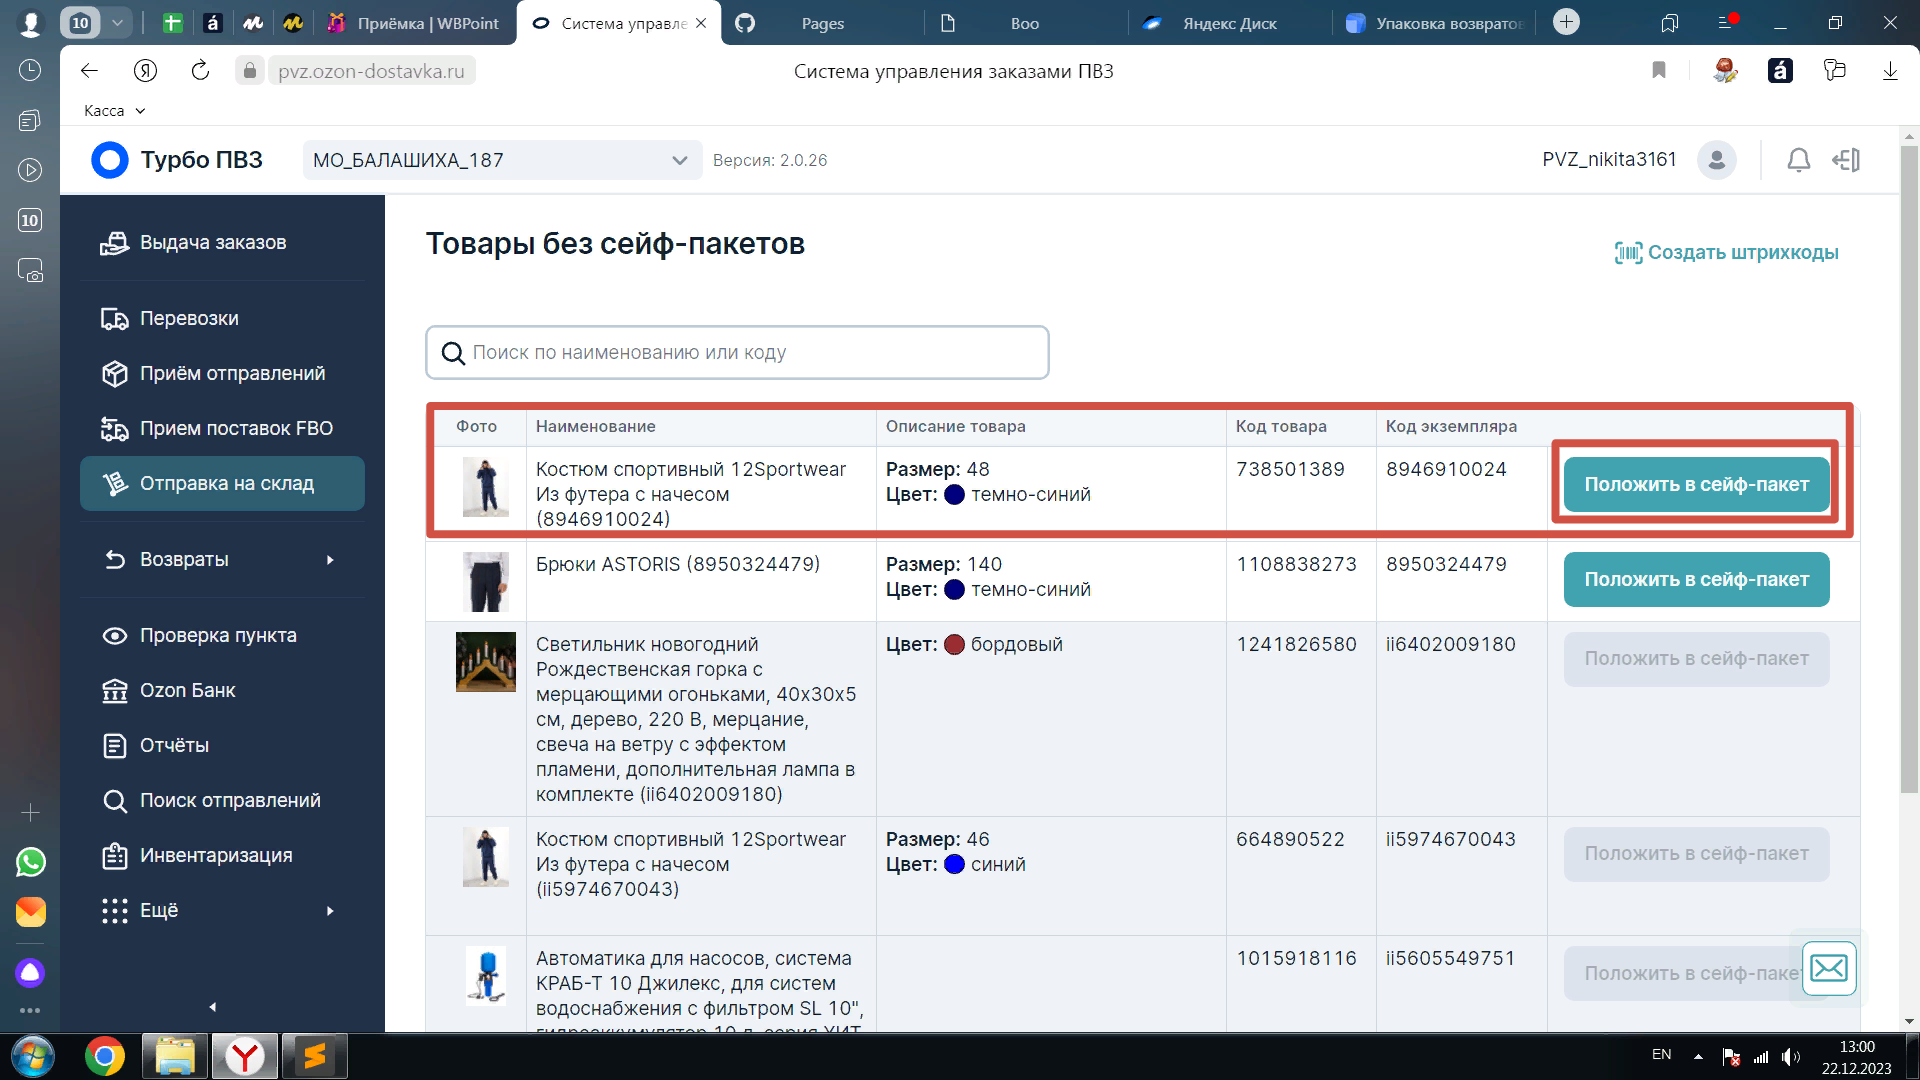 10
Приёмка | WBPoint
Система управле
Pages
Boo
Яндекс Диск
Упаковка возвратов
pvz.ozon-dostavka.ru
Система управления заказами ПВЗ
Касса
10
Турбо ПВЗ
МО_БАЛАШИХА_187
Версия: 2.0.26
PVZ_nikita3161
Выдача заказов
Перевозки
Приём отправлений
Прием поставок FBO
Отправка на склад
Возвраты
Проверка пункта
Ozon Банк
Отчёты
Поиск отправлений
Инвентаризация
Ещё
Товары без сейф-пакетов
Создать штрихкоды
Поиск по наименованию или коду
Фото
Наименование
Описание товара
Код товара
Код экземпляра
Костюм спортивный 12Sportwear
Из футера с начесом
(8946910024)
Размер: 48
Цвет: темно-синий
738501389
8946910024
Положить в сейф-пакет
Брюки ASTORIS (8950324479)
Размер: 140
Цвет: темно-синий
1108838273
8950324479
Положить в сейф-пакет
Светильник новогодний
Рождественская горка с
мерцающими огоньками, 40х30х5
см, дерево, 220 В, мерцание,
свеча на ветру с эффектом
пламени, дополнительная лампа в
комплекте (ii6402009180)
Цвет: бордовый
1241826580
ii6402009180
Положить в сейф-пакет
Костюм спортивный 12Sportwear
Из футера с начесом
(ii5974670043)
Размер: 46
Цвет: синий
664890522
ii5974670043
Положить в сейф-пакет
Автоматика для насосов, система
КРАБ-Т 10 Джилекс, для систем
водоснабжения с фильтром SL 10",
гидроаккумулятор 10 л, серия ХИТ
1015918116
ii5605549751
Положить в сейф-паке
EN
13:00
22.12.2023